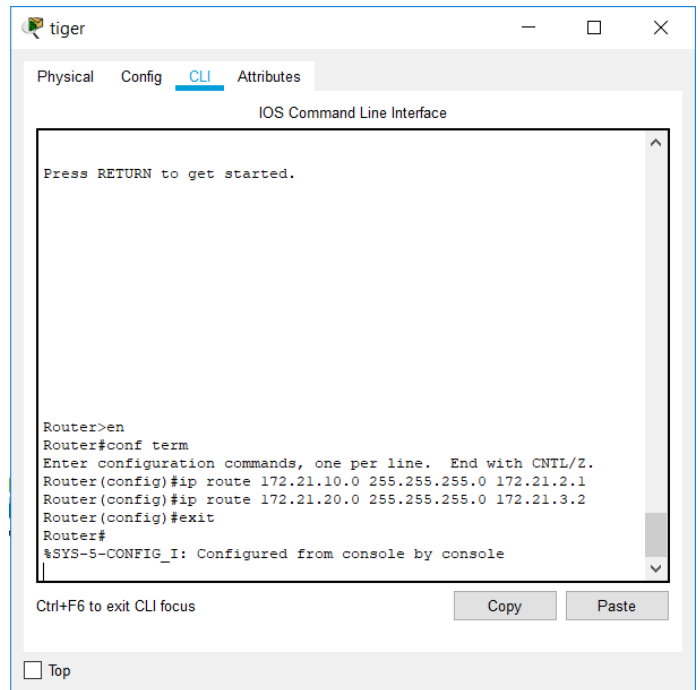 tiger
Physical Config CLI Attributes
IOS Command Line Interface
Press RETURN to get started.
Router>en
Router#conf term
Enter configuration commands, one per line.  End with CNTL/Z.
Router(config)#ip route 172.21.10.0 255.255.255.0 172.21.2.1
Router(config)#ip route 172.21.20.0 255.255.255.0 172.21.3.2
Router(config)#exit
Router#
%SYS-5-CONFIG_I: Configured from console by console
Ctrl+F6 to exit CLI focus
Copy Paste
Top